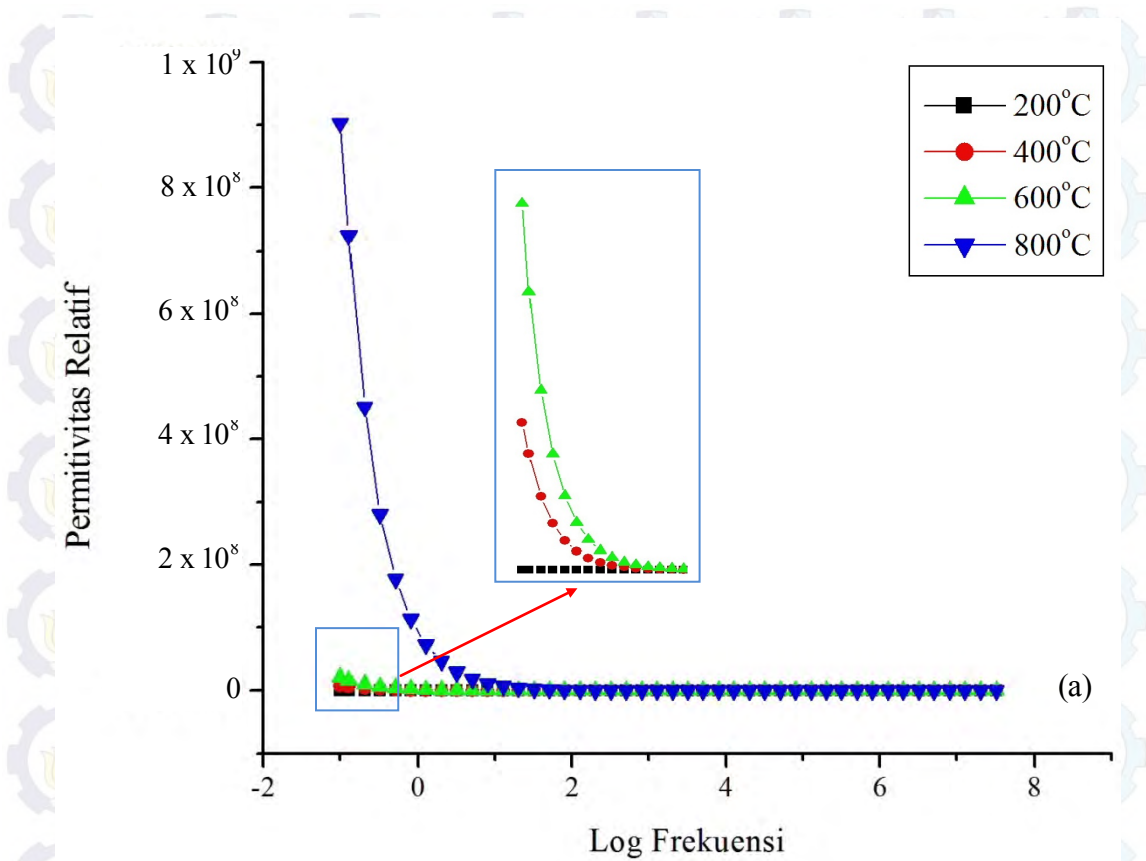 1 x 10⁹
8 x 10⁸
6 x 10⁸
4 x 10⁸
2 x 10⁸
0
Permitivitas Relatif
200°C
400°C
600°C
800°C
(a)
-2 0 2 4 6 8
Log Frekuensi